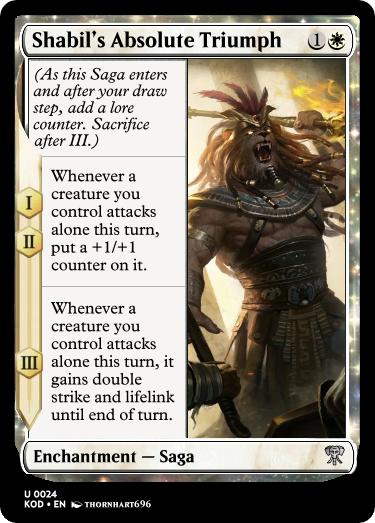 Shabil's Absolute Triumph 1
(As this Saga enters
and after your draw
step, add a lore
counter. Sacrifice
after III.)
I
II
Whenever a
creature you
control attacks
alone this turn,
put a +1/+1
counter on it.
III
Whenever a
creature you
control attacks
alone this turn, it
gains double
strike and lifelink
until end of turn.
Enchantment — Saga
U 0024
KOD • EN THORNHART696